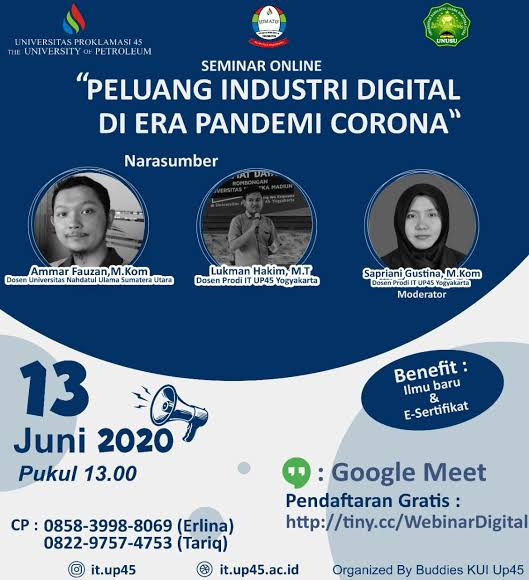 UNIVERSITAS PROKLAMASI 45
THE UNIVERSITY OF PETROLEUM
UNUSU
SEMINAR ONLINE
“PELUANG INDUSTRI DIGITAL
DI ERA PANDEMI CORONA“
Narasumber
Ammar Fauzan,M.Kom
Dosen Universitas Nahdatul Ulama Sumatera Utara
Lukman Hakim, M.T
Dosen Prodi IT UP45 Yogyakarta
Sapriani Gustina, M.Kom
Dosen Prodi IT UP45 Yogyakarta
Moderator
13
Juni 2020
Pukul 13.00
Benefit :
Ilmu baru
&
E-Sertifikat
: Google Meet
Pendaftaran Gratis :
http://tiny.cc/WebinarDigital
CP : 0858-3998-8069 (Erlina)
0822-9757-4753 (Tariq)
it.up45
it.up45.ac.id
Organized By Buddies KUI Up45